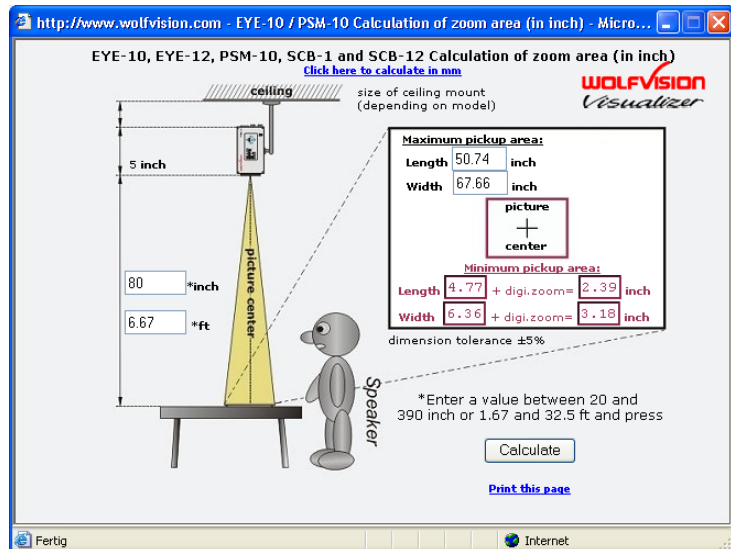 http://www.wolfvision.com - EYE-10 / PSM-10 Calculation of zoom area (in inch) - Micro...
EYE-10, EYE-12, PSM-10, SCB-1 and SCB-12 Calculation of zoom area (in inch)
Click here to calculate in mm
WOLFVISION
Visualizer
ceiling
size of ceiling mount
(depending on model)
5 inch
Maximum pickup area:
Length 50.74 inch
Width 67.66 inch
picture
center
Minimum pickup area:
Length 4.77 + digi.zoom= 2.39 inch
Width 6.36 + digi.zoom= 3.18 inch
dimension tolerance ±5%
picture center
80 *inch
6.67 *ft
Speaker
*Enter a value between 20 and
390 inch or 1.67 and 32.5 ft and press
Calculate
Print this page
Fertig
Internet